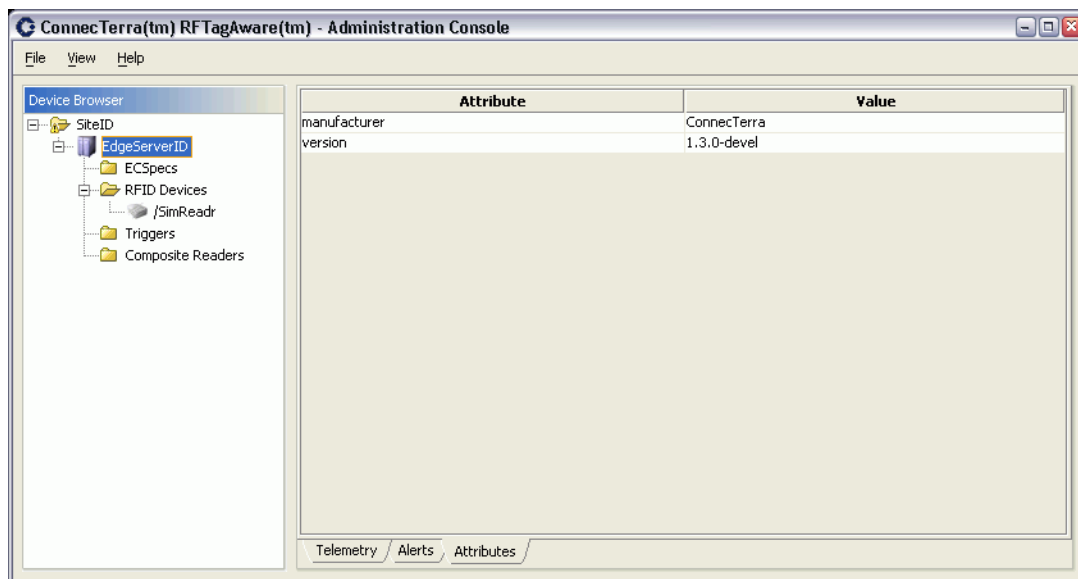 ConnecTerra(tm) RFTagAware(tm) - Administration Console
File View Help
Device Browser
SiteID
EdgeServerID
ECSpecs
RFID Devices
/SimReadr
Triggers
Composite Readers
Attribute Value
manufacturer ConnecTerra
version 1.3.0-devel
Telemetry Alerts Attributes